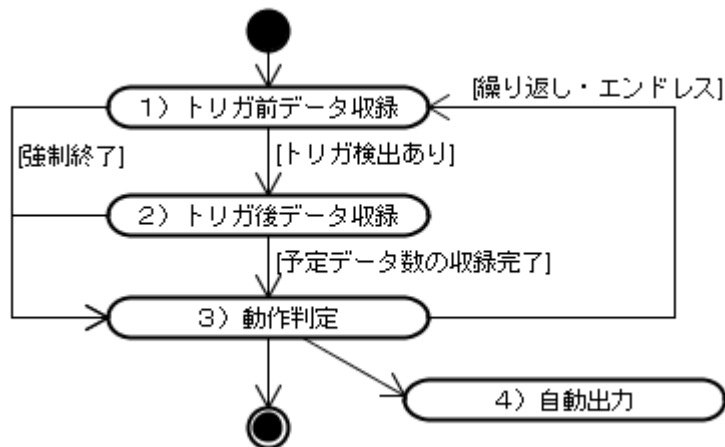 [繰り返し・エンドレス]
1）トリガ前データ収録
[強制終了]
[トリガ検出あり]
2）トリガ後データ収録
[予定データ数の収録完了]
3）動作判定
4）自動出力